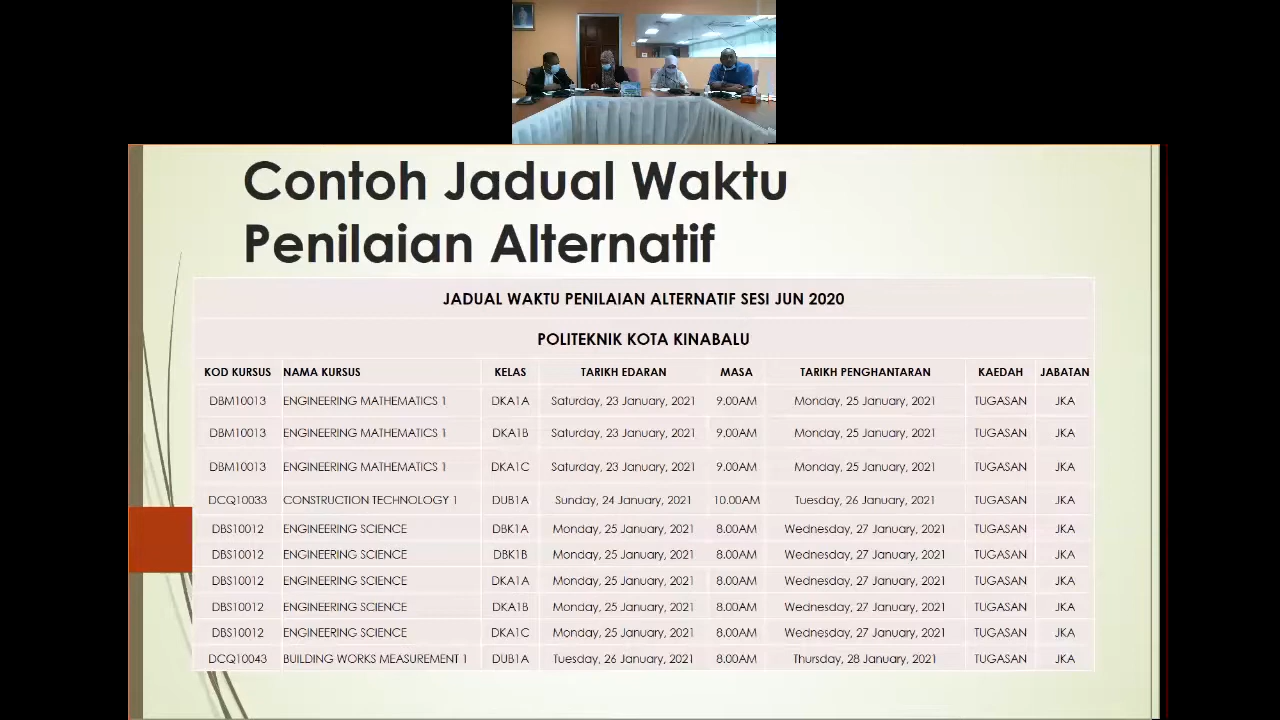 Contoh Jadual Waktu
Penilaian Alternatif
JADUAL WAKTU PENILAIAN ALTERNATIF SESI JUN 2020
POLITEKNIK KOTA KINABALU
KOD KURSUS NAMA KURSUS KELAS TARIKH EDARAN MASA TARIKH PENGHANTARAN KAEDAH JABATAN
DBM10013 ENGINEERING MATHEMATICS 1 DKA1A Saturday, 23 January, 2021 9.00AM Monday, 25 January, 2021 TUGASAN JKA
DBM10013 ENGINEERING MATHEMATICS 1 DKA1B Saturday, 23 January, 2021 9.00AM Monday, 25 January, 2021 TUGASAN JKA
DBM10013 ENGINEERING MATHEMATICS 1 DKA1C Saturday, 23 January, 2021 9.00AM Monday, 25 January, 2021 TUGASAN JKA
DCQ10033 CONSTRUCTION TECHNOLOGY 1 DUB1A Sunday, 24 January, 2021 10.00AM Tuesday, 26 January, 2021 TUGASAN JKA
DBS10012 ENGINEERING SCIENCE DBK1A Monday, 25 January, 2021 8.00AM Wednesday, 27 January, 2021 TUGASAN JKA
DBS10012 ENGINEERING SCIENCE DBK1B Monday, 25 January, 2021 8.00AM Wednesday, 27 January, 2021 TUGASAN JKA
DBS10012 ENGINEERING SCIENCE DKA1A Monday, 25 January, 2021 8.00AM Wednesday, 27 January, 2021 TUGASAN JKA
DBS10012 ENGINEERING SCIENCE DKA1B Monday, 25 January, 2021 8.00AM Wednesday, 27 January, 2021 TUGASAN JKA
DBS10012 ENGINEERING SCIENCE DKA1C Monday, 25 January, 2021 8.00AM Wednesday, 27 January, 2021 TUGASAN JKA
DCQ10043 BUILDING WORKS MEASUREMENT 1 DUB1A Tuesday, 26 January, 2021 8.00AM Thursday, 28 January, 2021 TUGASAN JKA